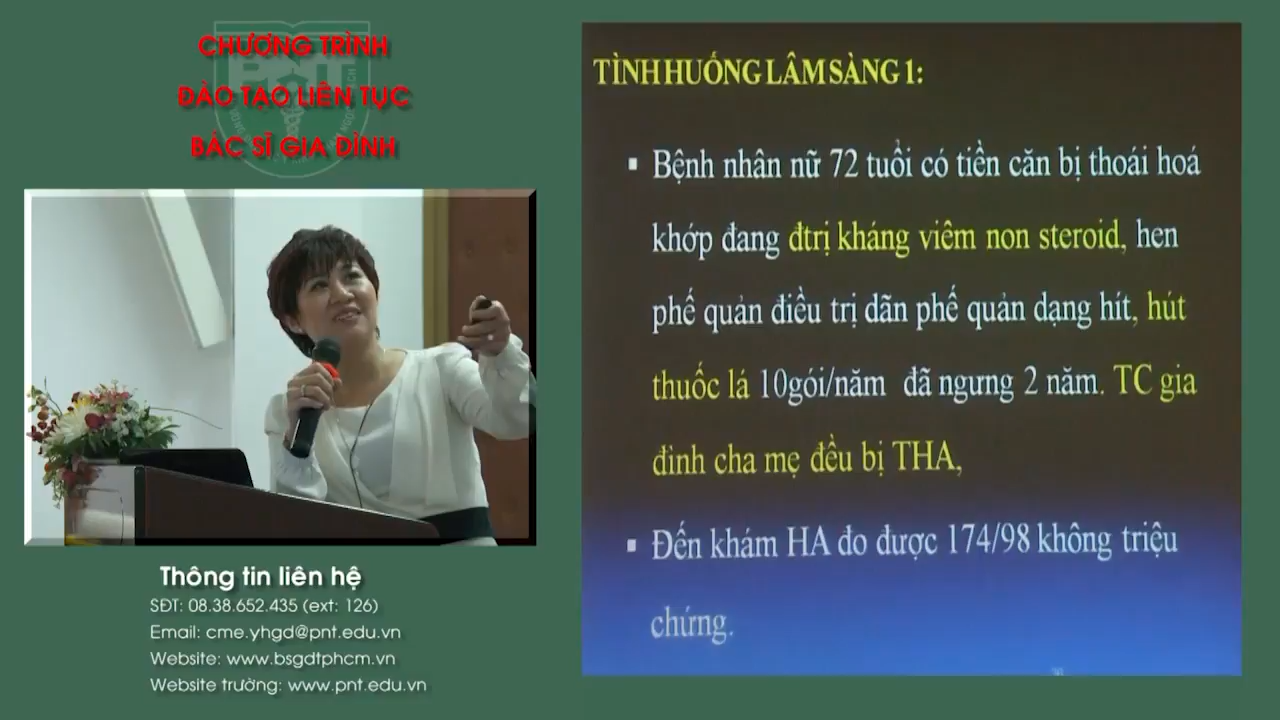 CHƯƠNG TRÌNH
ĐÀO TẠO LIÊN TỤC
BÁC SĨ GIA ĐÌNH
PNT
Thông tin liên hệ
SĐT: 08.38.652.435 (ext: 126)
Email: cme.yhgd@pnt.edu.vn
Website: www.bsgdtphcm.vn
Website trường: www.pnt.edu.vn
TÌNH HUỐNG LÂM SÀNG 1:
▪ Bệnh nhân nữ 72 tuổi có tiền căn bị thoái hoá
khớp đang đtrị kháng viêm non steroid, hen
phế quản điều trị dãn phế quản dạng hít, hút
thuốc lá 10gói/năm đã ngưng 2 năm. TC gia
đình cha mẹ đều bị THA,
▪ Đến khám HA đo được 174/98 không triệu
chứng.